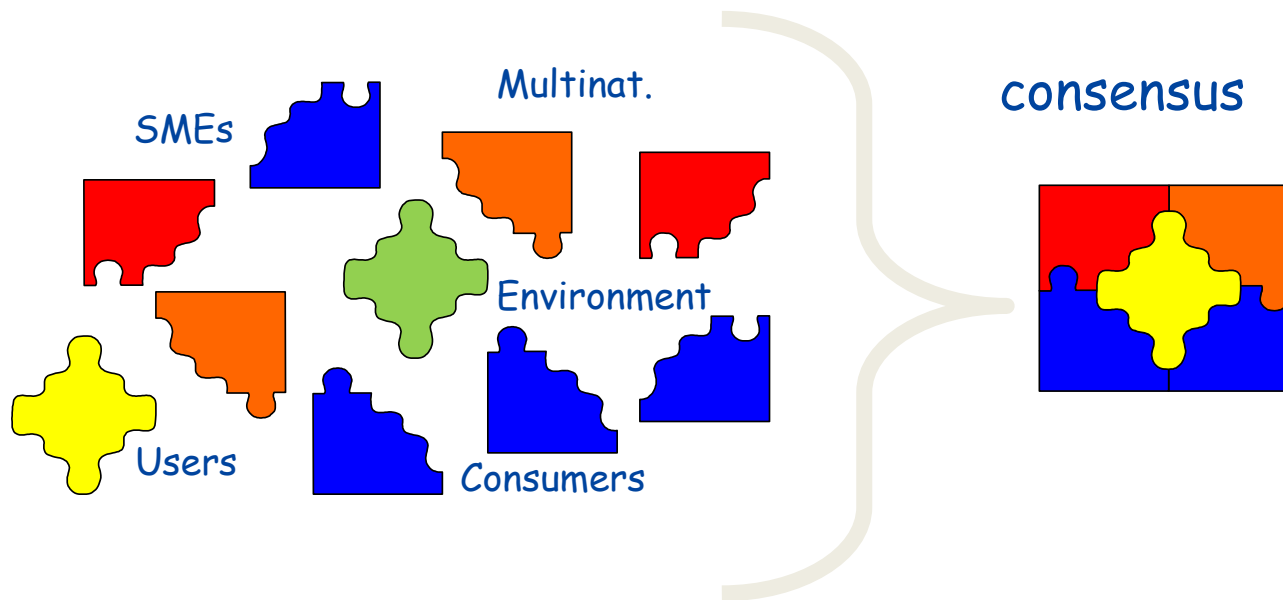 Multinat.
consensus
SMEs
Environment
Users
Consumers